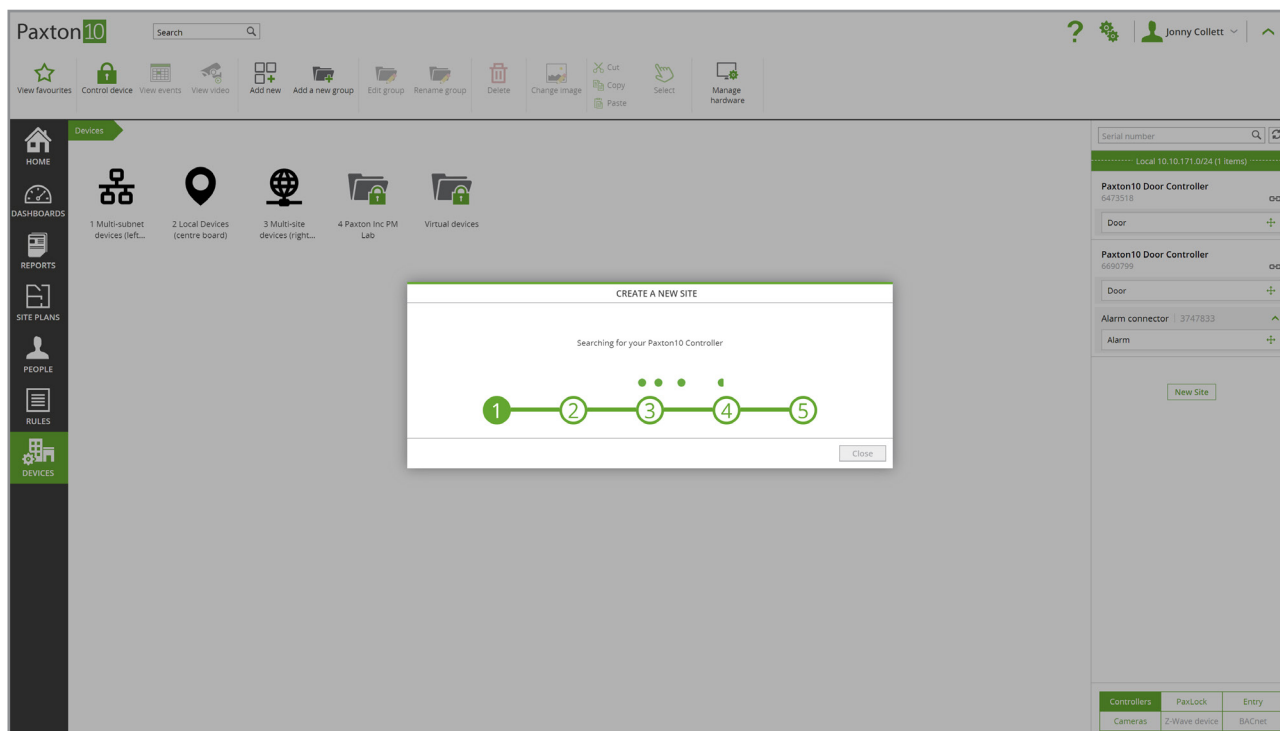 Paxton10
Search
? Jonny Collett
View favourites
Control device
View events
View video
Add new
Add a new group
Edit group
Rename group
Delete
Change image
Cut
Copy
Paste
Select
Manage
hardware
HOME
DASHBOARDS
REPORTS
SITE PLANS
PEOPLE
RULES
DEVICES
Devices
1 Multi-subnet
devices (left...
2 Local Devices
(centre board)
3 Multi-site
devices (right...
4 Paxton Inc PM
Lab
Virtual devices
CREATE A NEW SITE
Searching for your Paxton10 Controller
1 2 3 4 5
Close
Serial number
Local 10.10.171.0/24 (1 items)
Paxton10 Door Controller
6473518
Door
Paxton10 Door Controller
6690799
Door
Alarm connector | 3747833
Alarm
New Site
Controllers PaxLock Entry
Cameras Z-Wave device BACnet